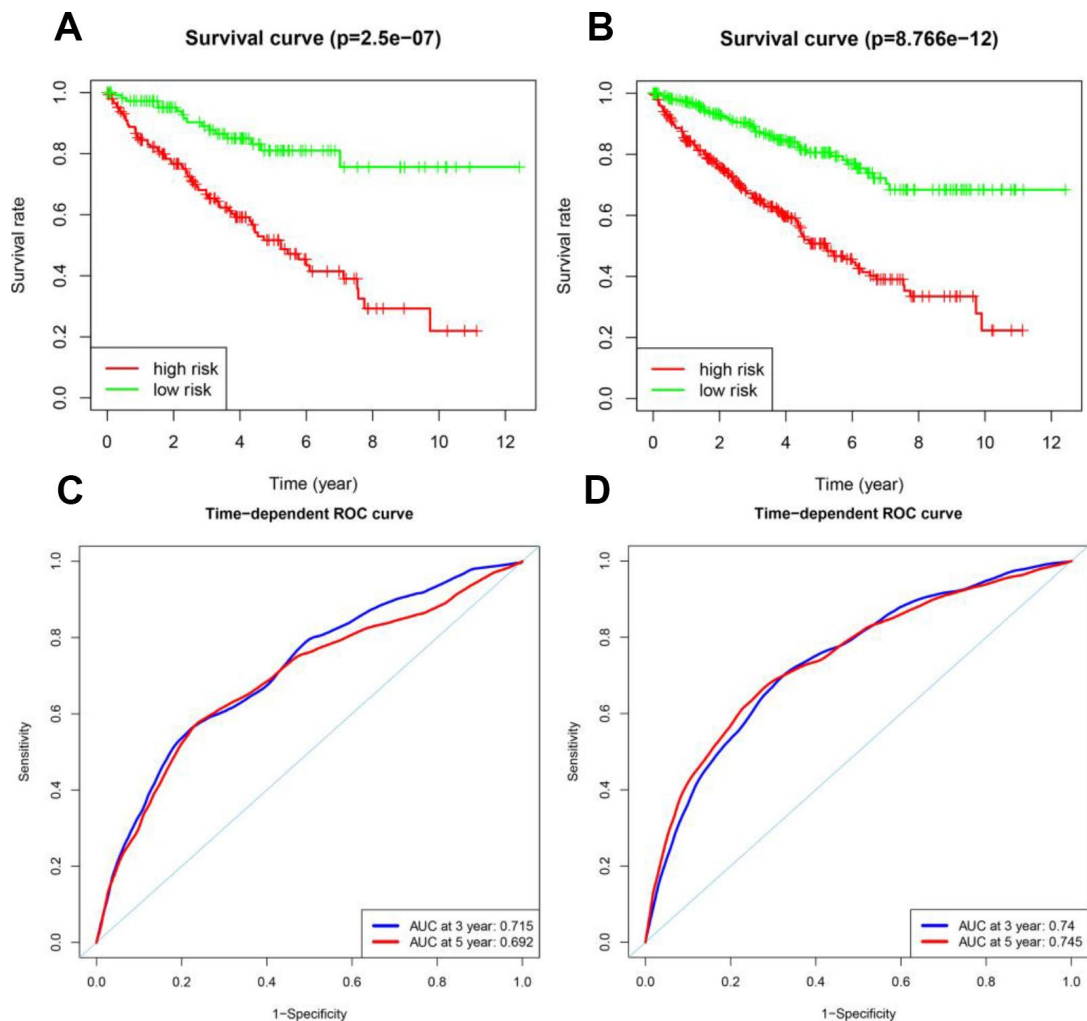 A
Survival curve (p=2.5e−07)
Survival rate
0.0 0.2 0.4 0.6 0.8 1.0
high risk
low risk
0 2 4 6 8 10 12
Time (year)
B
Survival curve (p=8.766e−12)
Survival rate
0.0 0.2 0.4 0.6 0.8 1.0
high risk
low risk
0 2 4 6 8 10 12
Time (year)
C
Time−dependent ROC curve
Sensitivity
0.0 0.2 0.4 0.6 0.8 1.0
AUC at 3 year: 0.715
AUC at 5 year: 0.692
0.0 0.2 0.4 0.6 0.8 1.0
1−Specificity
D
Time−dependent ROC curve
Sensitivity
0.0 0.2 0.4 0.6 0.8 1.0
AUC at 3 year: 0.74
AUC at 5 year: 0.745
0.0 0.2 0.4 0.6 0.8 1.0
1−Specificity